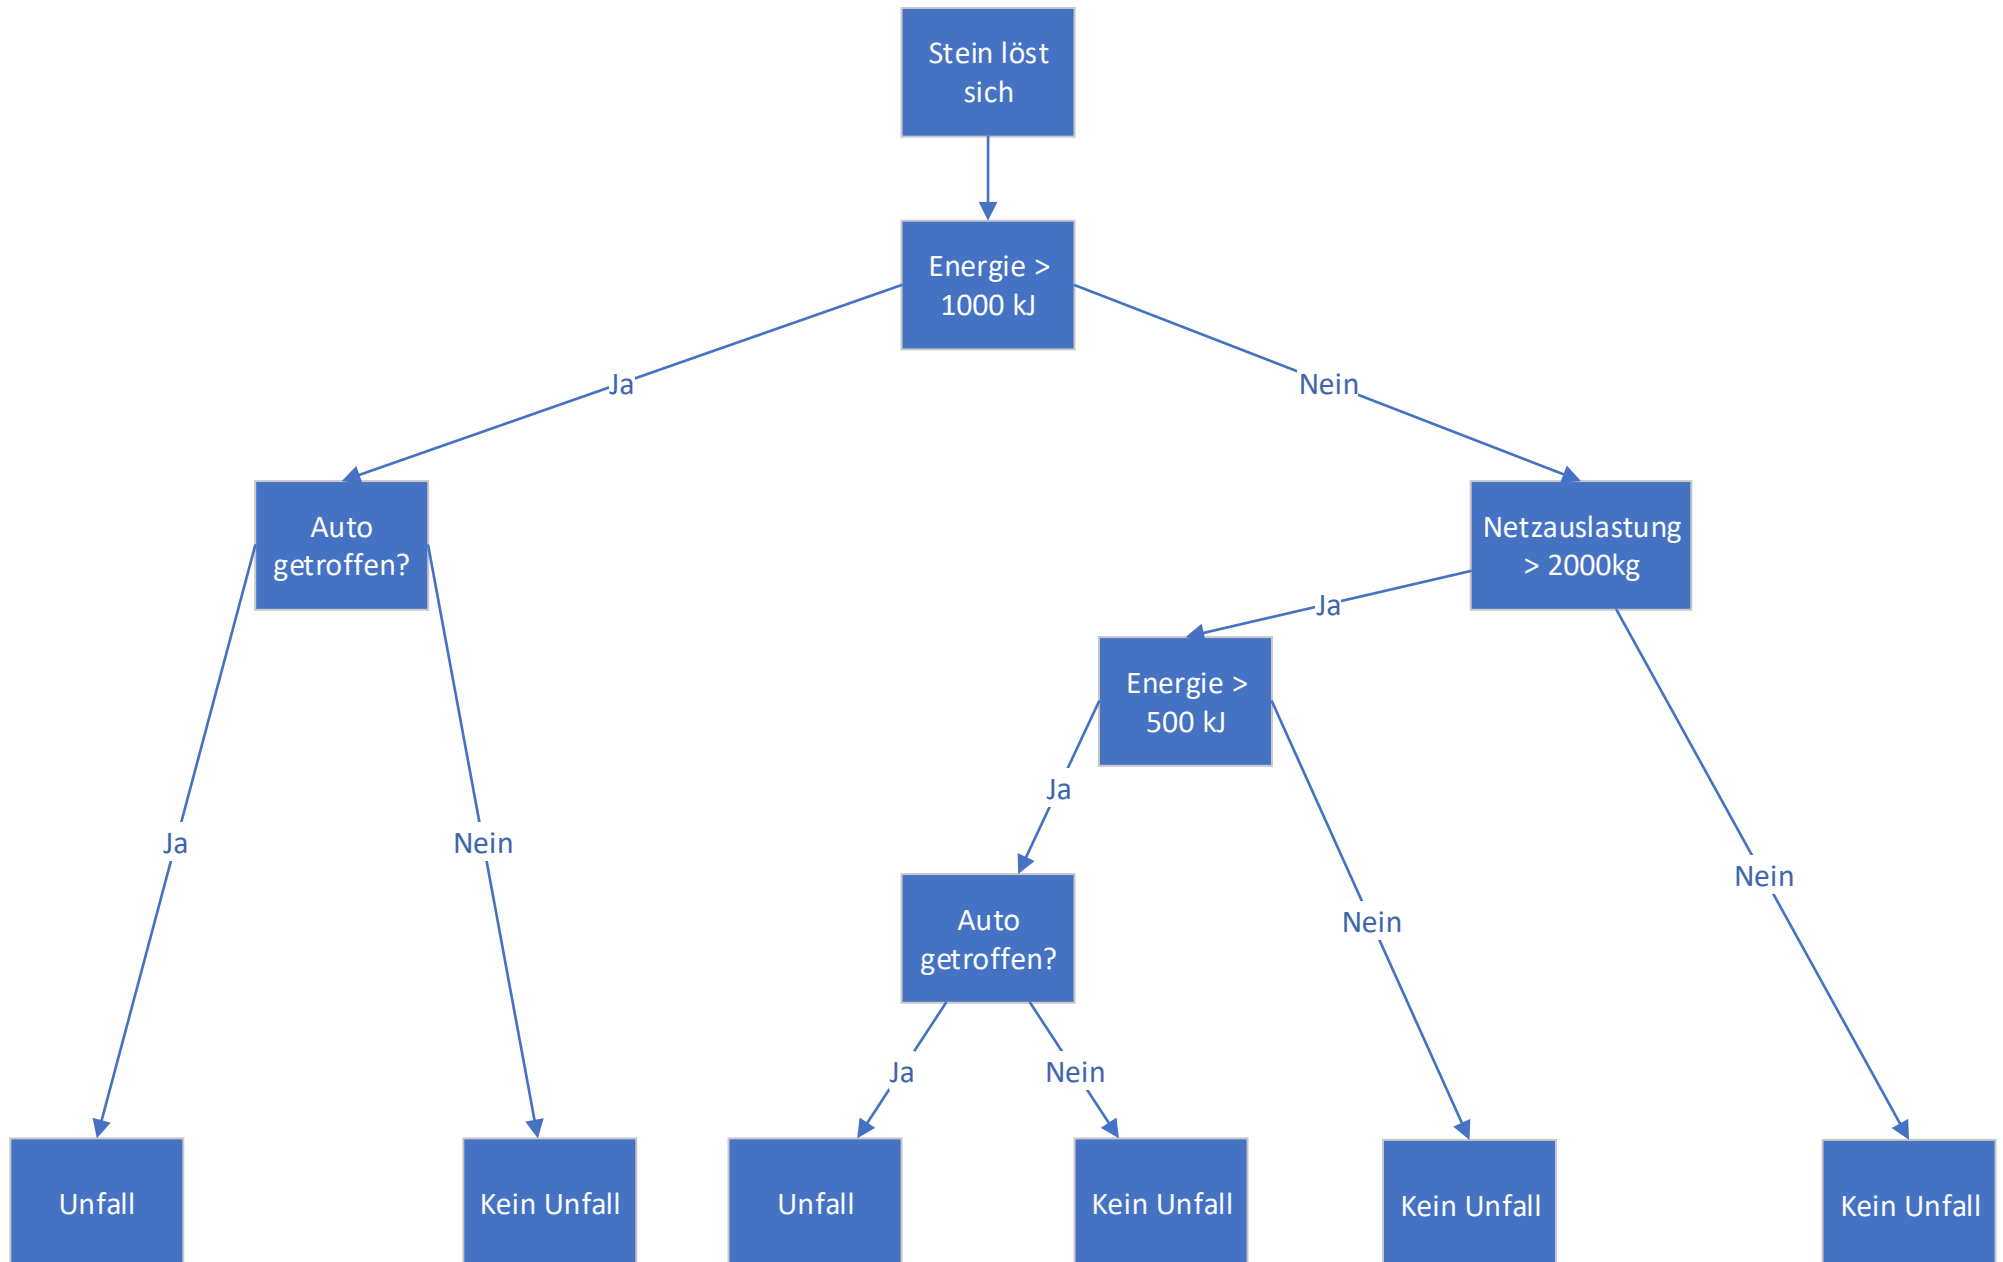 Stein löst
sich
Energie >
1000 kJ
Ja
Nein
Auto
getroffen?
Netzauslastung
> 2000kg
Ja
Energie >
500 kJ
Ja
Ja
Nein
Nein
Auto
getroffen?
Nein
Ja
Nein
Unfall
Kein Unfall
Unfall
Kein Unfall
Kein Unfall
Kein Unfall